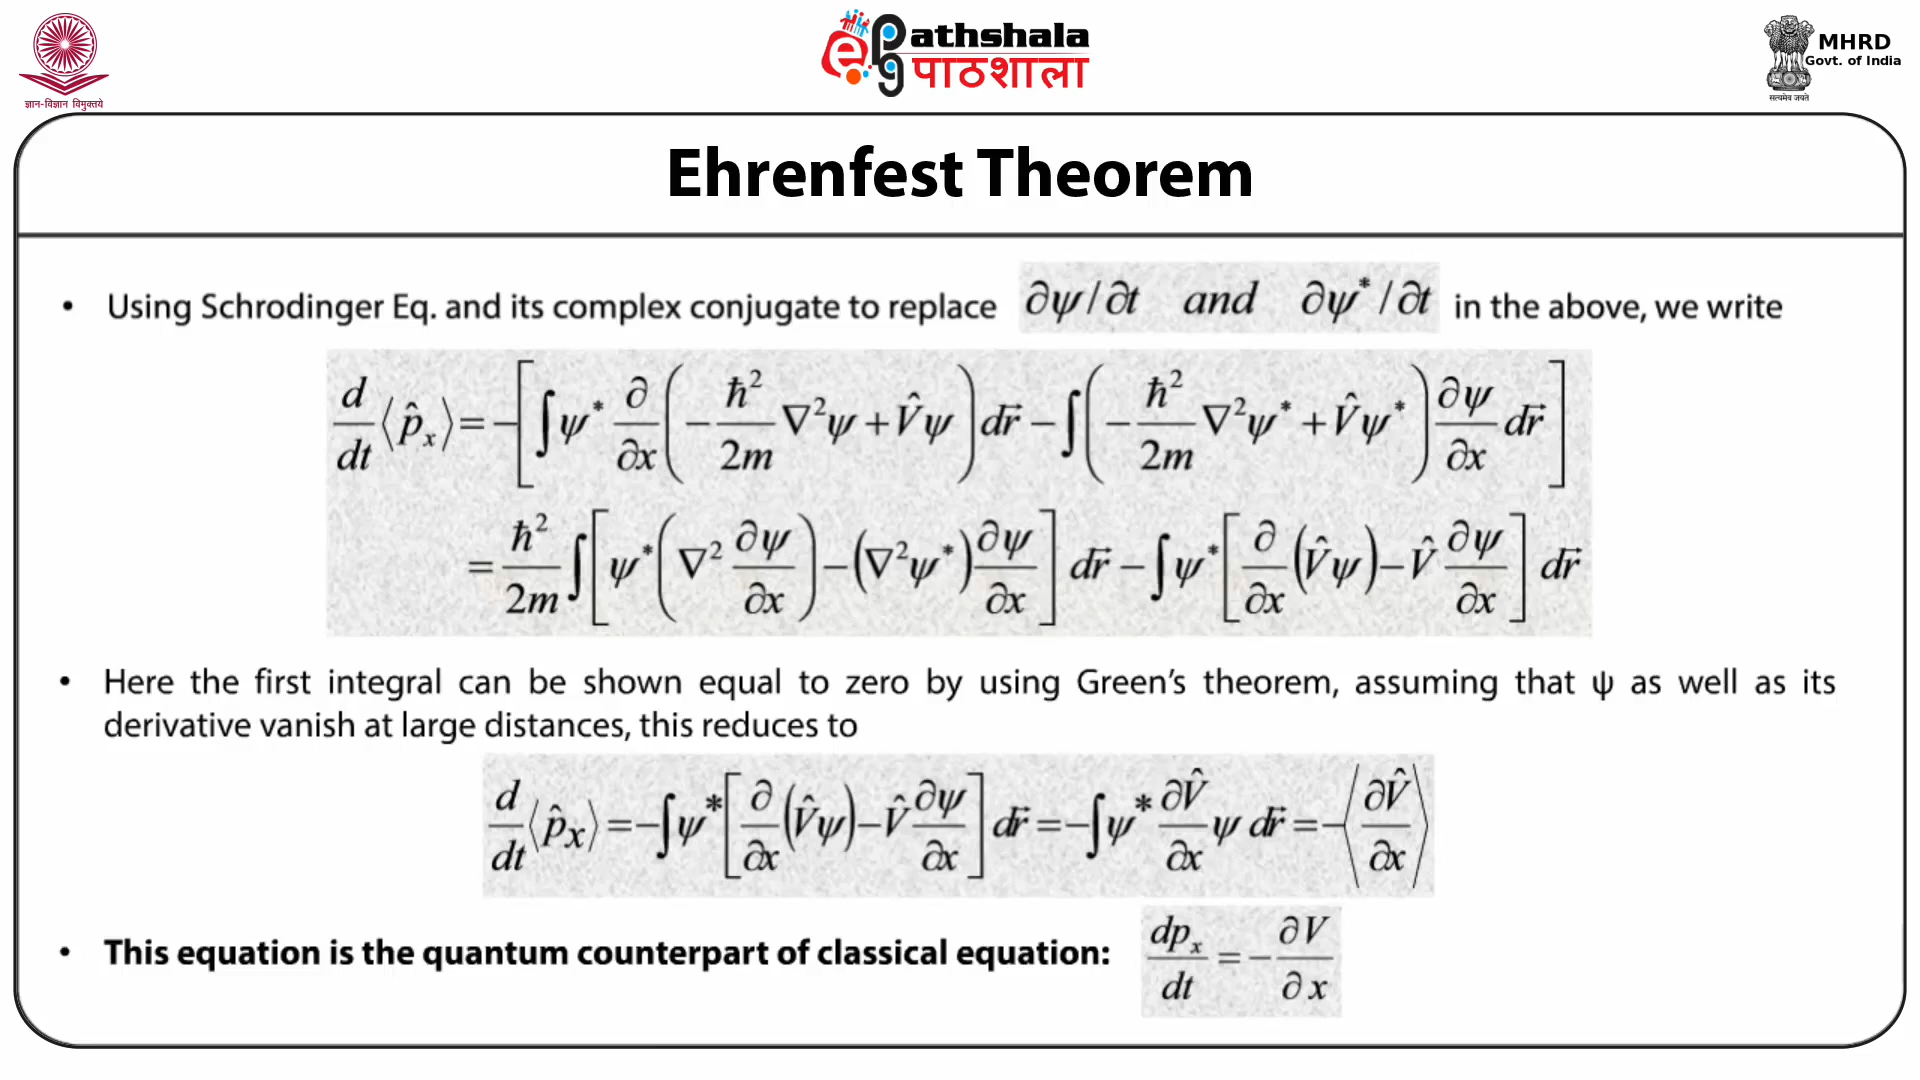 ज्ञान-विज्ञान विमुक्तये
ePathshala
पाठशाला
MHRD
Govt. of India
सत्यमेव जयते
Ehrenfest Theorem
• Using Schrodinger Eq. and its complex conjugate to replace ∂ψ/∂t and ∂ψ*/∂t in the above, we write
d/dt ⟨p̂ₓ⟩ = −[∫ψ* ∂/∂x (−ħ²/2m ∇²ψ + V̂ψ) dr⃗ − ∫(−ħ²/2m ∇²ψ* + V̂ψ*) ∂ψ/∂x dr⃗]
= ħ²/2m ∫[ψ*(∇² ∂ψ/∂x) − (∇²ψ*) ∂ψ/∂x] dr⃗ − ∫ψ*[∂/∂x (V̂ψ) − V̂ ∂ψ/∂x] dr⃗
• Here the first integral can be shown equal to zero by using Green’s theorem, assuming that ψ as well as its
derivative vanish at large distances, this reduces to
d/dt ⟨p̂x⟩ = −∫ψ*[∂/∂x (V̂ψ) − V̂ ∂ψ/∂x] dr⃗ = −∫ψ* ∂V̂/∂x ψ dr⃗ = −⟨∂V̂/∂x⟩
• This equation is the quantum counterpart of classical equation: dpₓ/dt = − ∂V/∂x